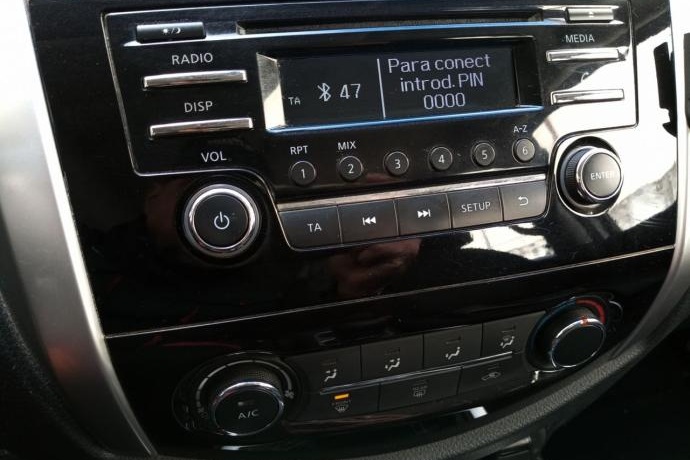 RADIO
MEDIA
Para conect
introd.PIN
0000
TA
47
DISP
A-Z
RPT
MIX
VOL
1
2
3
4
5
6
ENTER
TA
SETUP
A/C